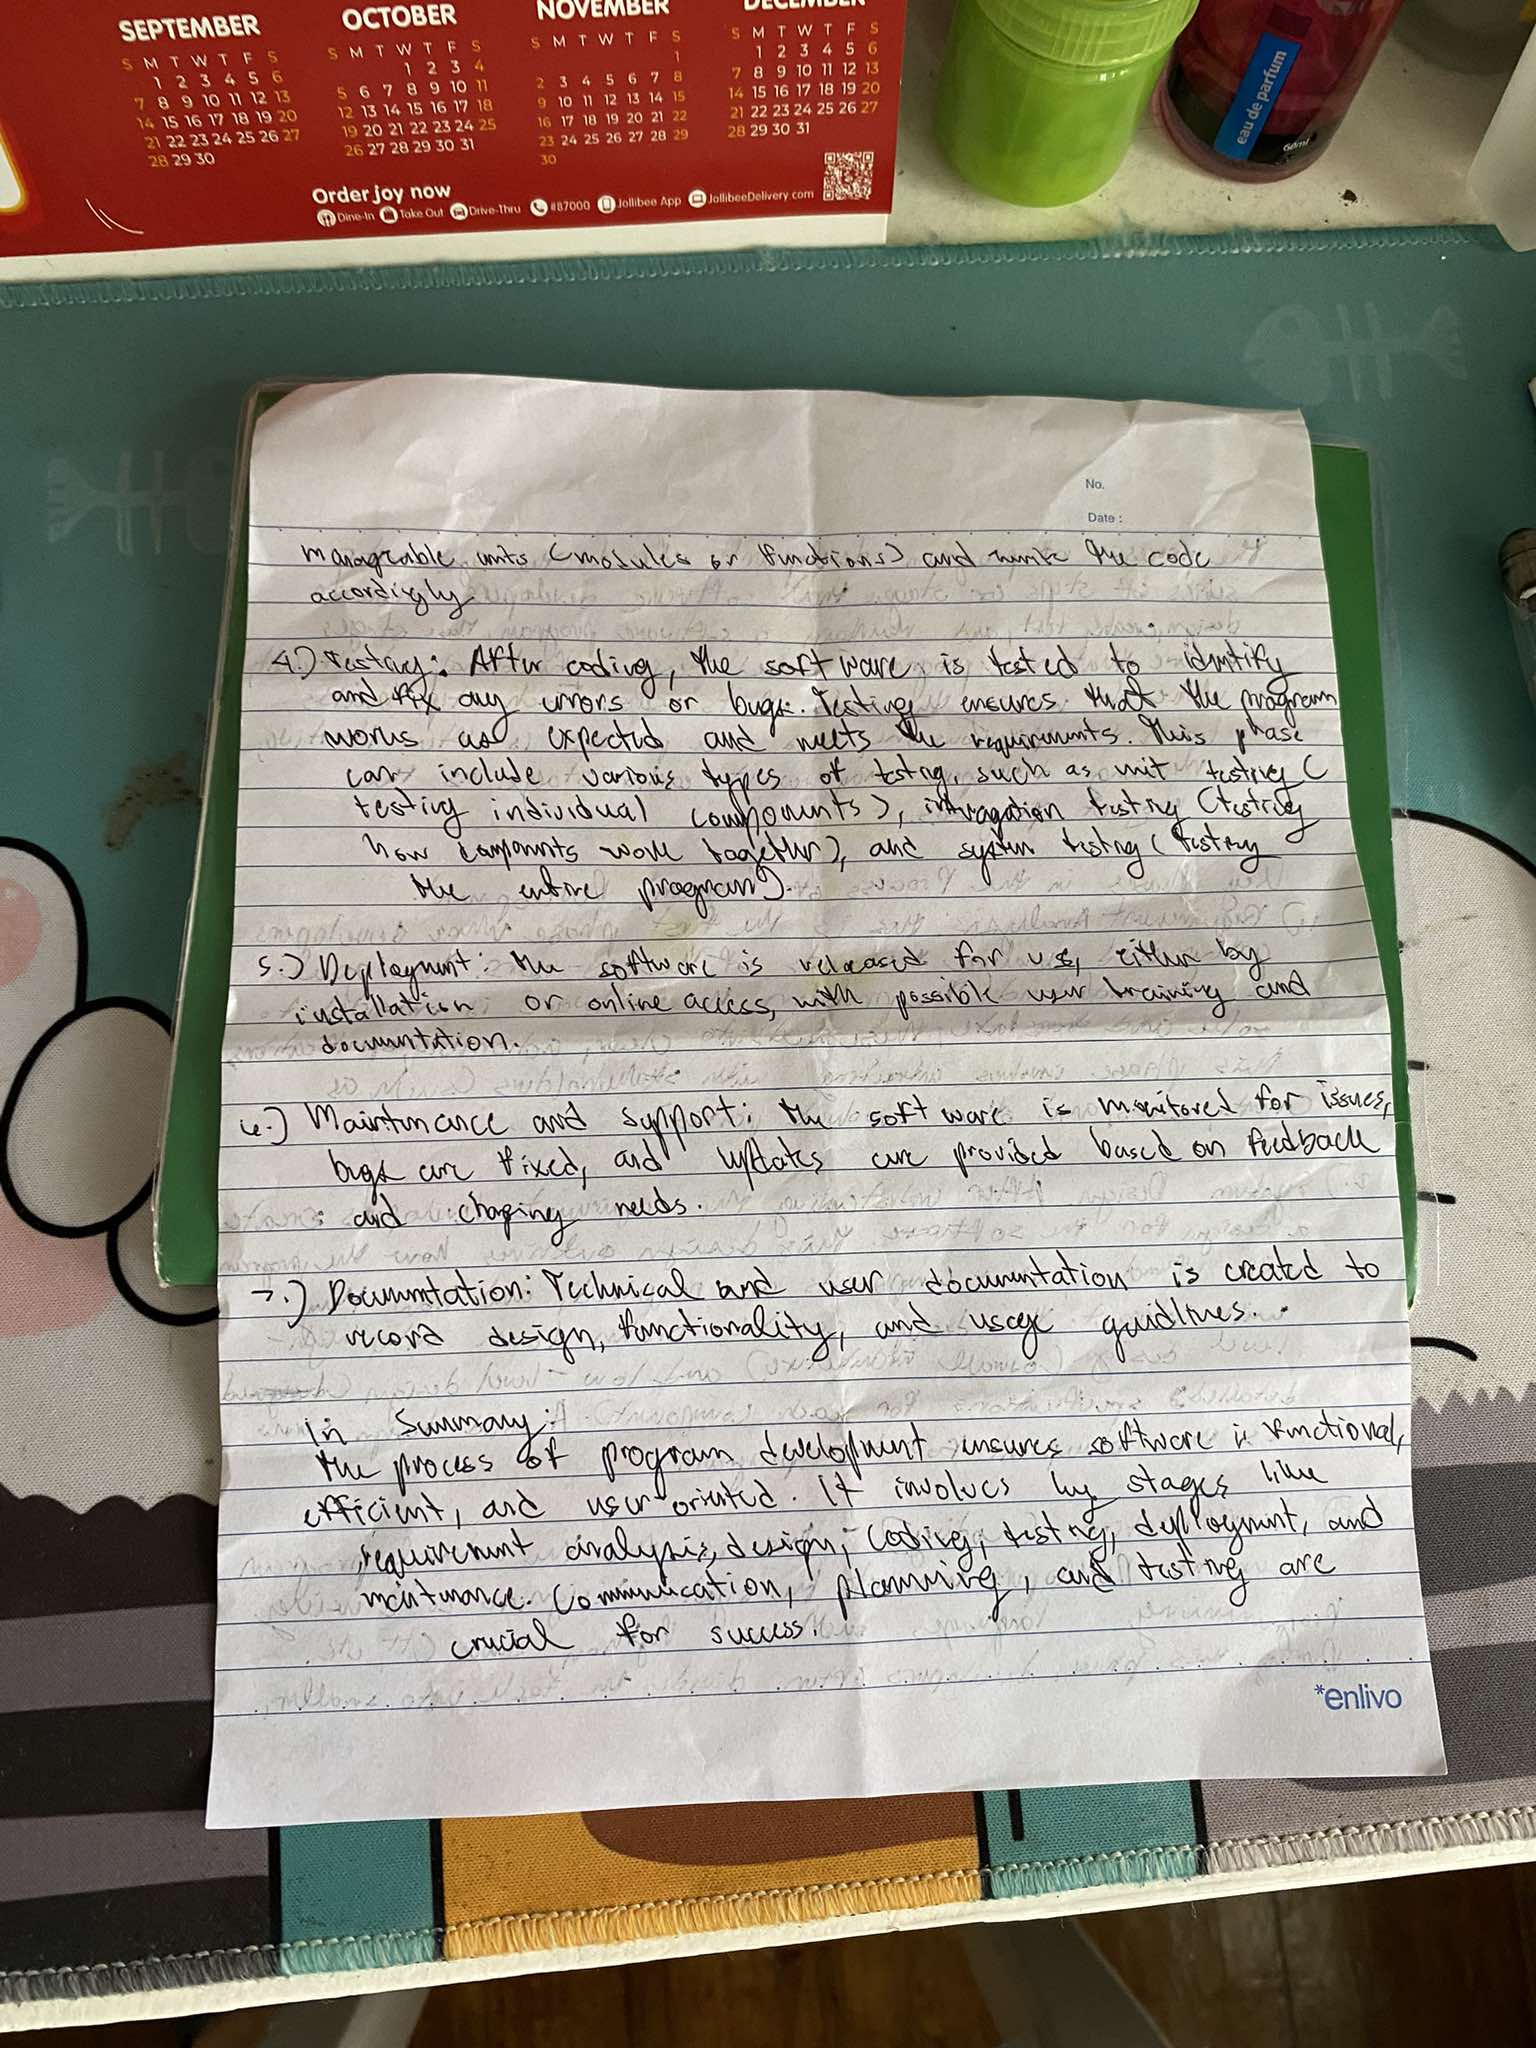 SEPTEMBER
S M T W T F S
1 2 3 4 5 6
7 8 9 10 11 12 13
14 15 16 17 18 19 20
21 22 23 24 25 26 27
28 29 30
OCTOBER
S M T W T F S
1 2 3 4
5 6 7 8 9 10 11
12 13 14 15 16 17 18
19 20 21 22 23 24 25
26 27 28 29 30 31
NOVEMBER
S M T W T F S
1
2 3 4 5 6 7 8
9 10 11 12 13 14 15
16 17 18 19 20 21 22
23 24 25 26 27 28 29
30
DECEMBER
S M T W T F S
1 2 3 4 5 6
7 8 9 10 11 12 13
14 15 16 17 18 19 20
21 22 23 24 25 26 27
28 29 30 31
Order joy now
Dine-In Take Out Drive-Thru #87000 Jollibee App JollibeeDelivery.com
eau de parfum
60ml
No.
Date :
manageable units (modules or functions) and write the code
accordingly
4.) Testing: After coding, the software is tested to identify
and fix any errors or bugs. Testing ensures that the program
works as expected and meets the requirements. This phase
can include various types of testing, such as unit testing (
testing individual components), intragation testing (testing
how components work together), and system testing (testing
the entire program).
5.) Deployment: the software is released for use, either by
installation or online access, with possible user training and
documentation.
6.) Maintenance and Support: the software is monitored for issues,
bugs are fixed, and updates are provided based on feedback
and changing needs.
7.) Documentation: Technical and user documentation is created to
record design, functionality, and usage guidlines.
In Summary:
the process of program development ensures software is functional,
efficient, and user-oriented. It involves key stages like
requirement analysis, design, coding, testing, deployment, and
maintenance. Communication, planning, and testing are
crucial for success.
*enlivo